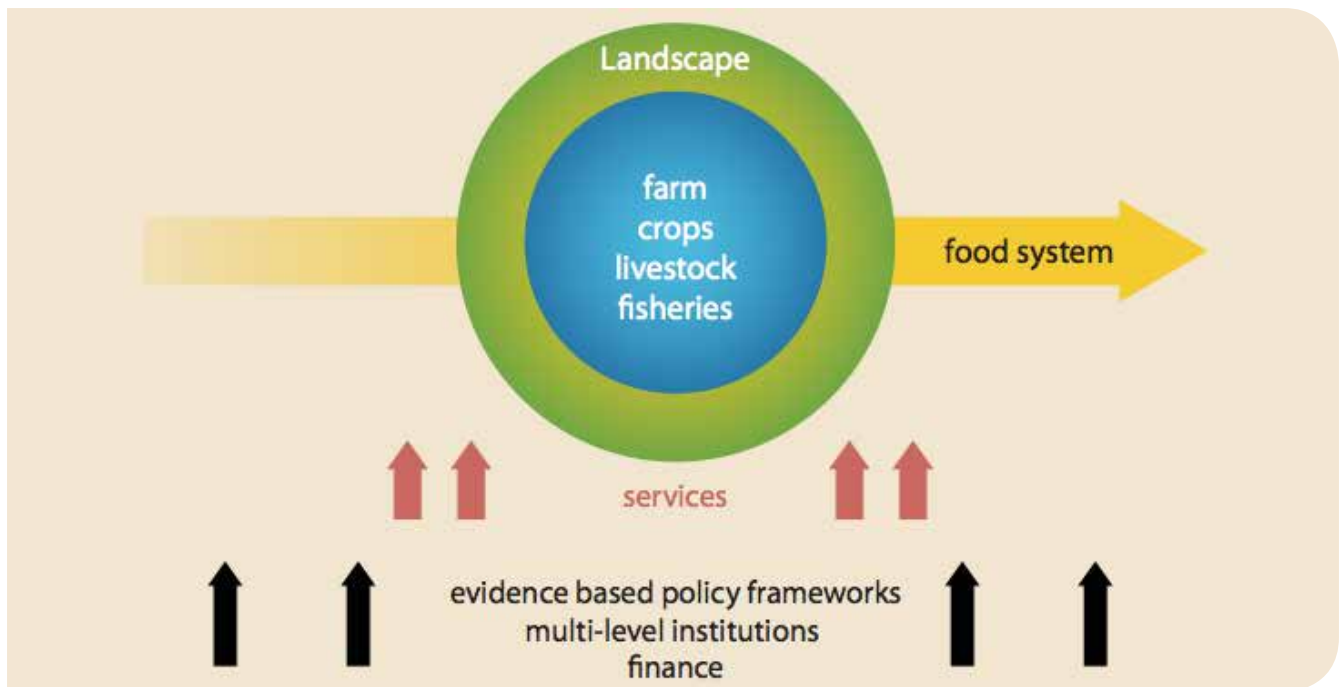 Landscape
farm
crops
livestock
fisheries
food system
services
evidence based policy frameworks
multi-level institutions
finance